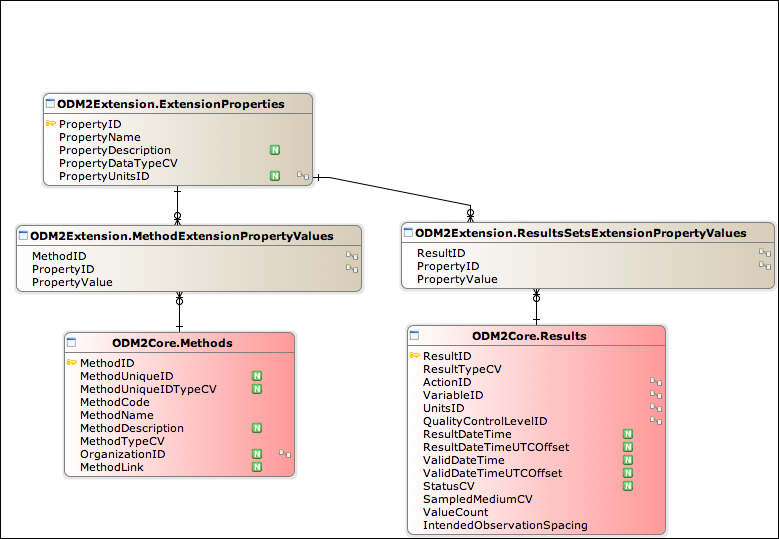 ODM2Extension.ExtensionProperties
PropertyID
PropertyName
PropertyDescription N
PropertyDataTypeCV
PropertyUnitsID N
ODM2Extension.MethodExtensionPropertyValues
MethodID
PropertyID
PropertyValue
ODM2Extension.ResultsSetsExtensionPropertyValues
ResultID
PropertyID
PropertyValue
ODM2Core.Methods
MethodID
MethodUniqueID N
MethodUniqueIDTypeCV N
MethodCode
MethodName
MethodDescription N
MethodTypeCV
OrganizationID N
MethodLink N
ODM2Core.Results
ResultID
ResultTypeCV
ActionID
VariableID
UnitsID
QualityControlLevelID
ResultDateTime N
ResultDateTimeUTCOffset N
ValidDateTime N
ValidDateTimeUTCOffset N
StatusCV N
SampledMediumCV
ValueCount
IntendedObservationSpacing